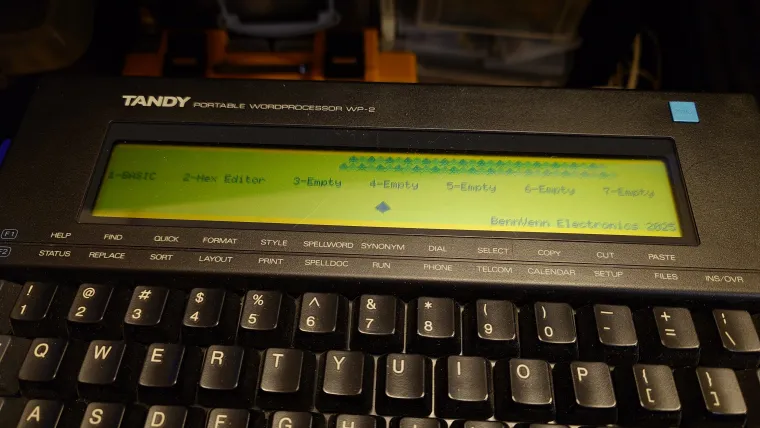 TANDY PORTABLE WORDPROCESSOR WP-2
1-BASIC 2-Hex Editor 3-Empty 4-Empty 5-Empty 6-Empty 7-Empty
BennVenn Electronics 2025
F1 HELP FIND QUICK FORMAT STYLE SPELLWORD SYNONYM DIAL SELECT COPY CUT PASTE
F2 STATUS REPLACE SORT LAYOUT PRINT SPELLDOC RUN PHONE TELCOM CALENDAR SETUP FILES INS/OVR
! @ # $ % ^ & * ( ) — + ¦
1 2 3 4 5 6 7 8 9 0 - = \
Q W E R T Y U I O P { }
[ ]
A S D F G H J K L